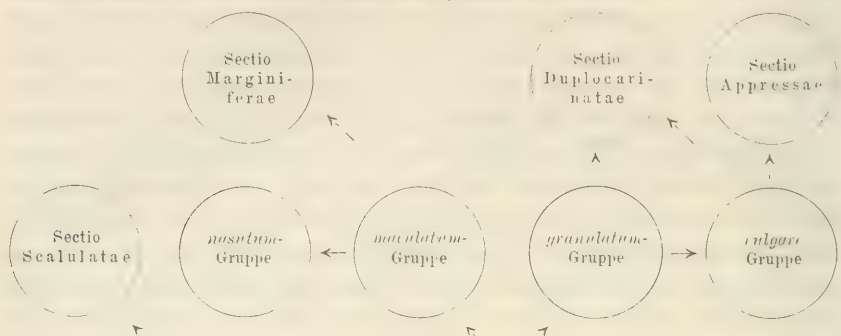 Sectio
Margini-
ferae
Sectio
Duplocari-
natae
Sectio
Appressae
Sectio
Scalulatae
nasutum-
Gruppe
maculatum-
Gruppe
granulatum-
Gruppe
vulgare
Gruppe